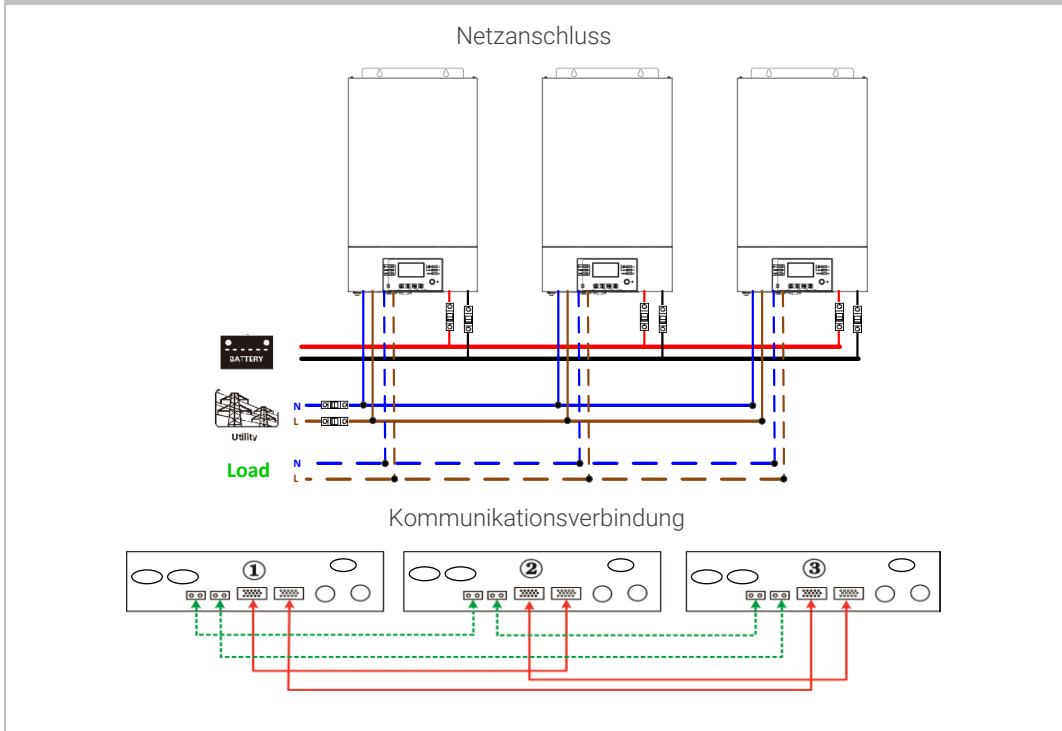 Netzanschluss
BATTERY
N
L
Utility
N
Load
L
Kommunikationsverbindung
① ② ③